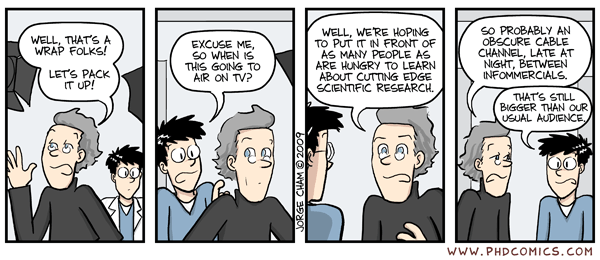 WELL, THAT'S A
WRAP FOLKS!
LET'S PACK
IT UP!
EXCUSE ME,
SO WHEN IS
THIS GOING TO
AIR ON TV?
WELL, WE'RE HOPING
TO PUT IT IN FRONT OF
AS MANY PEOPLE AS
ARE HUNGRY TO LEARN
ABOUT CUTTING EDGE
SCIENTIFIC RESEARCH.
SO PROBABLY AN
OBSCURE CABLE
CHANNEL, LATE AT
NIGHT, BETWEEN
INFOMMERCIALS.
THAT'S STILL
BIGGER THAN OUR
USUAL AUDIENCE.
JORGE CHAM © 2009
WWW.PHDCOMICS.COM